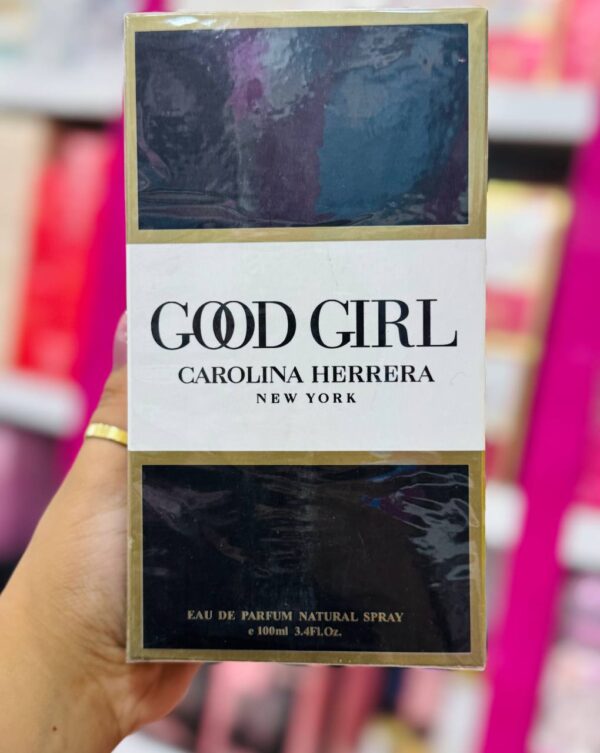 GOOD GIRL
CAROLINA HERRERA
NEW YORK
EAU DE PARFUM NATURAL SPRAY
e 100ml 3.4Fl.Oz.